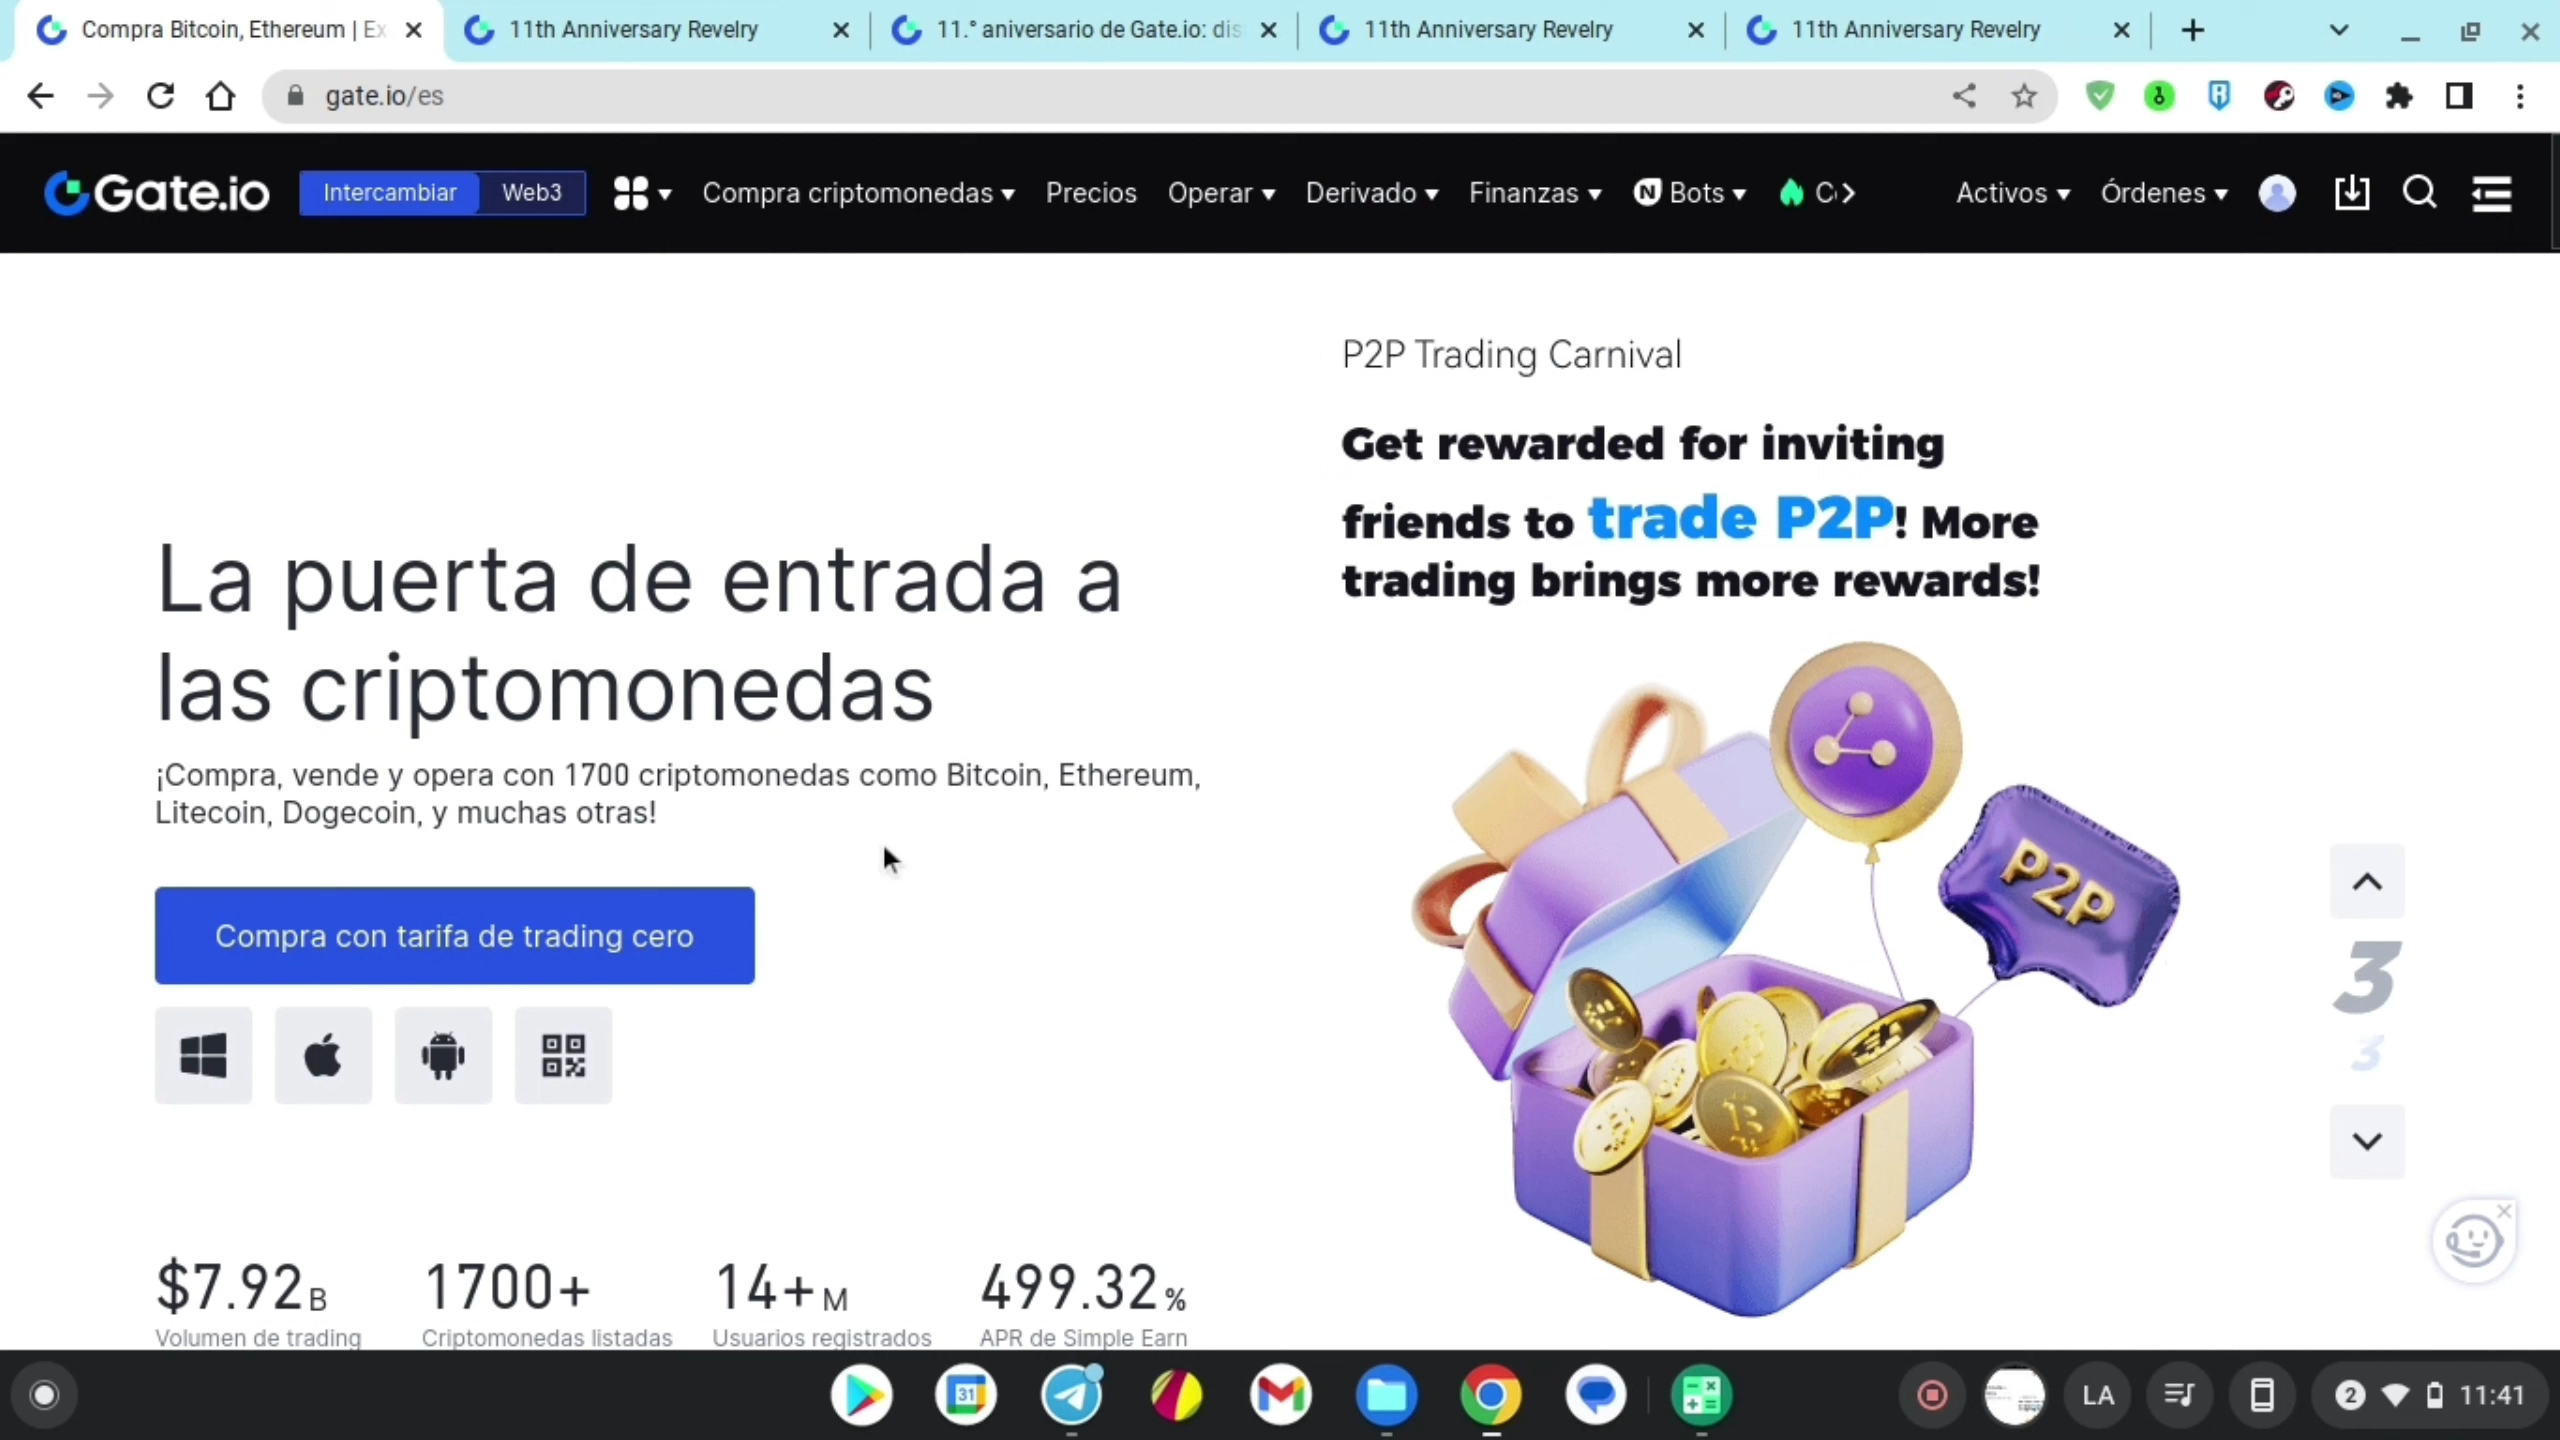 Compra Bitcoin, Ethereum | Ex
11th Anniversary Revelry
11.° aniversario de Gate.io: dis
11th Anniversary Revelry
11th Anniversary Revelry
gate.io/es
Gate.io
Intercambiar
Web3
Compra criptomonedas
Precios
Operar
Derivado
Finanzas
Bots
Activos
Órdenes
P2P Trading Carnival
Get rewarded for inviting
friends to trade P2P! More
trading brings more rewards!
La puerta de entrada a
las criptomonedas
¡Compra, vende y opera con 1700 criptomonedas como Bitcoin, Ethereum,
Litecoin, Dogecoin, y muchas otras!
Compra con tarifa de trading cero
P2P
3
3
$7.92 B
Volumen de trading
1700+
Criptomonedas listadas
14+ M
Usuarios registrados
499.32 %
APR de Simple Earn
31
LA
2
11:41